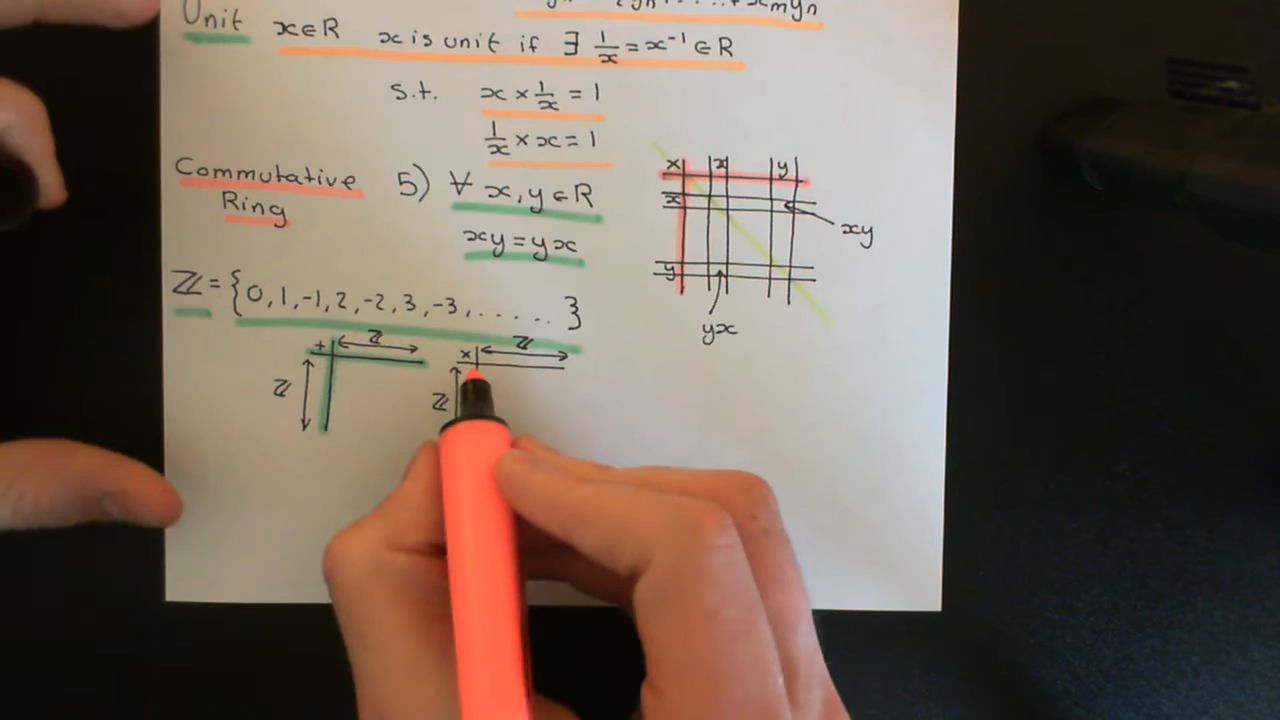 Unit x∈R x is unit if ∃ 1/x = x⁻¹ ∈ R
s.t. x × 1/x = 1
1/x × x = 1
Commutative Ring
5) ∀ x, y ∈ R
xy = yx
× x y
x
y
xy
yx
ℤ = {0, 1, -1, 2, -2, 3, -3, ...... }
+ ℤ
ℤ
× ℤ
ℤ